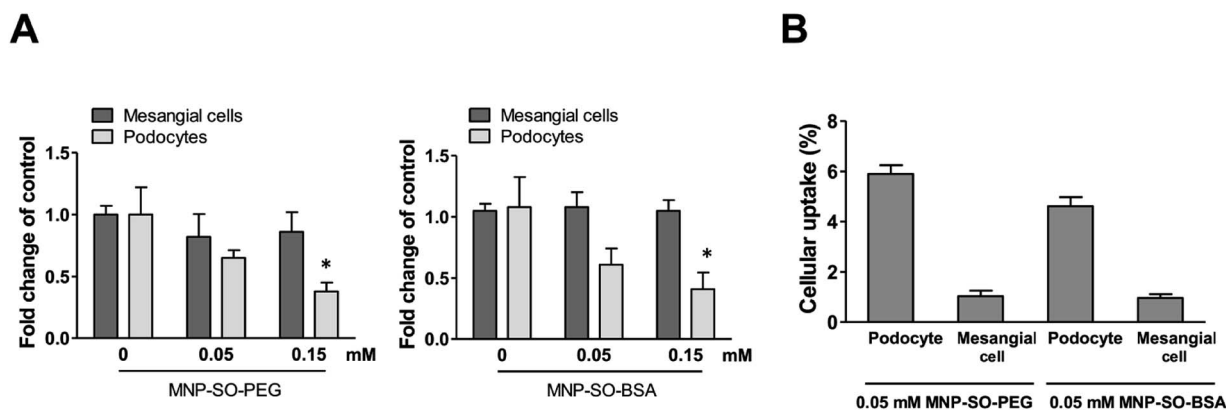 A
Mesangial cells
Podocytes
Fold change of control
1.5
1.0
0.5
0.0
*
0 0.05 0.15 mM
MNP-SO-PEG
Mesangial cells
Podocytes
Fold change of control
1.5
1.0
0.5
0.0
*
0 0.05 0.15 mM
MNP-SO-BSA
B
Cellular uptake (%)
8
6
4
2
0
Podocyte Mesangial Podocyte Mesangial
cell cell
0.05 mM MNP-SO-PEG 0.05 mM MNP-SO-BSA